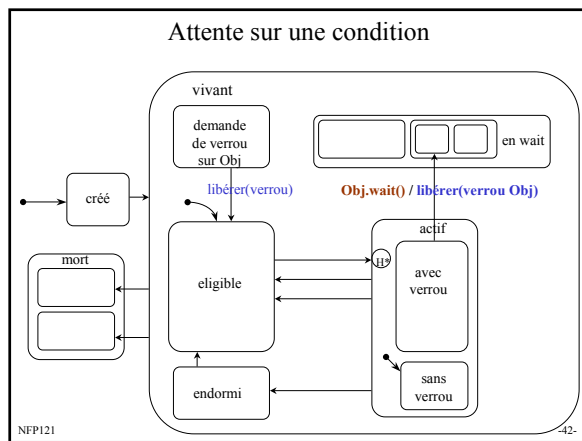 Attente sur une condition
vivant
demande
de verrou
sur Obj
en wait
libérer(verrou)
Obj.wait() / libérer(verrou Obj)
créé
actif
mort
H*
avec
verrou
eligible
endormi
sans
verrou
NFP121
-42-